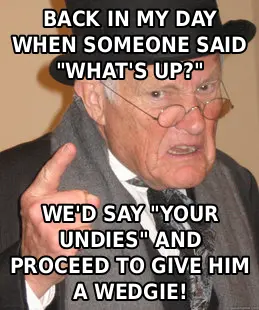 BACK IN MY DAY
WHEN SOMEONE SAID
"WHAT'S UP?"
WE'D SAY "YOUR
UNDIES" AND
PROCEED TO GIVE HIM
A WEDGIE!